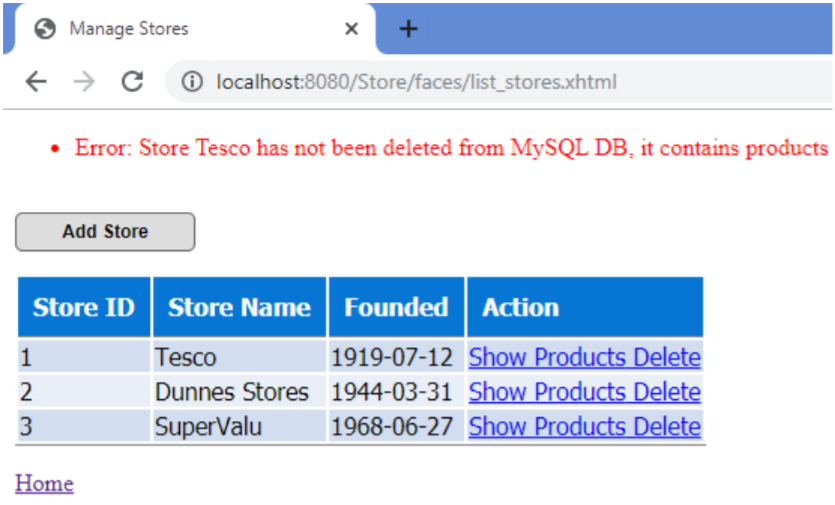 Manage Stores
localhost:8080/Store/faces/list_stores.xhtml
Error: Store Tesco has not been deleted from MySQL DB, it contains products
Add Store
Store ID Store Name Founded Action
1 Tesco 1919-07-12 Show Products Delete
2 Dunnes Stores 1944-03-31 Show Products Delete
3 SuperValu 1968-06-27 Show Products Delete
Home